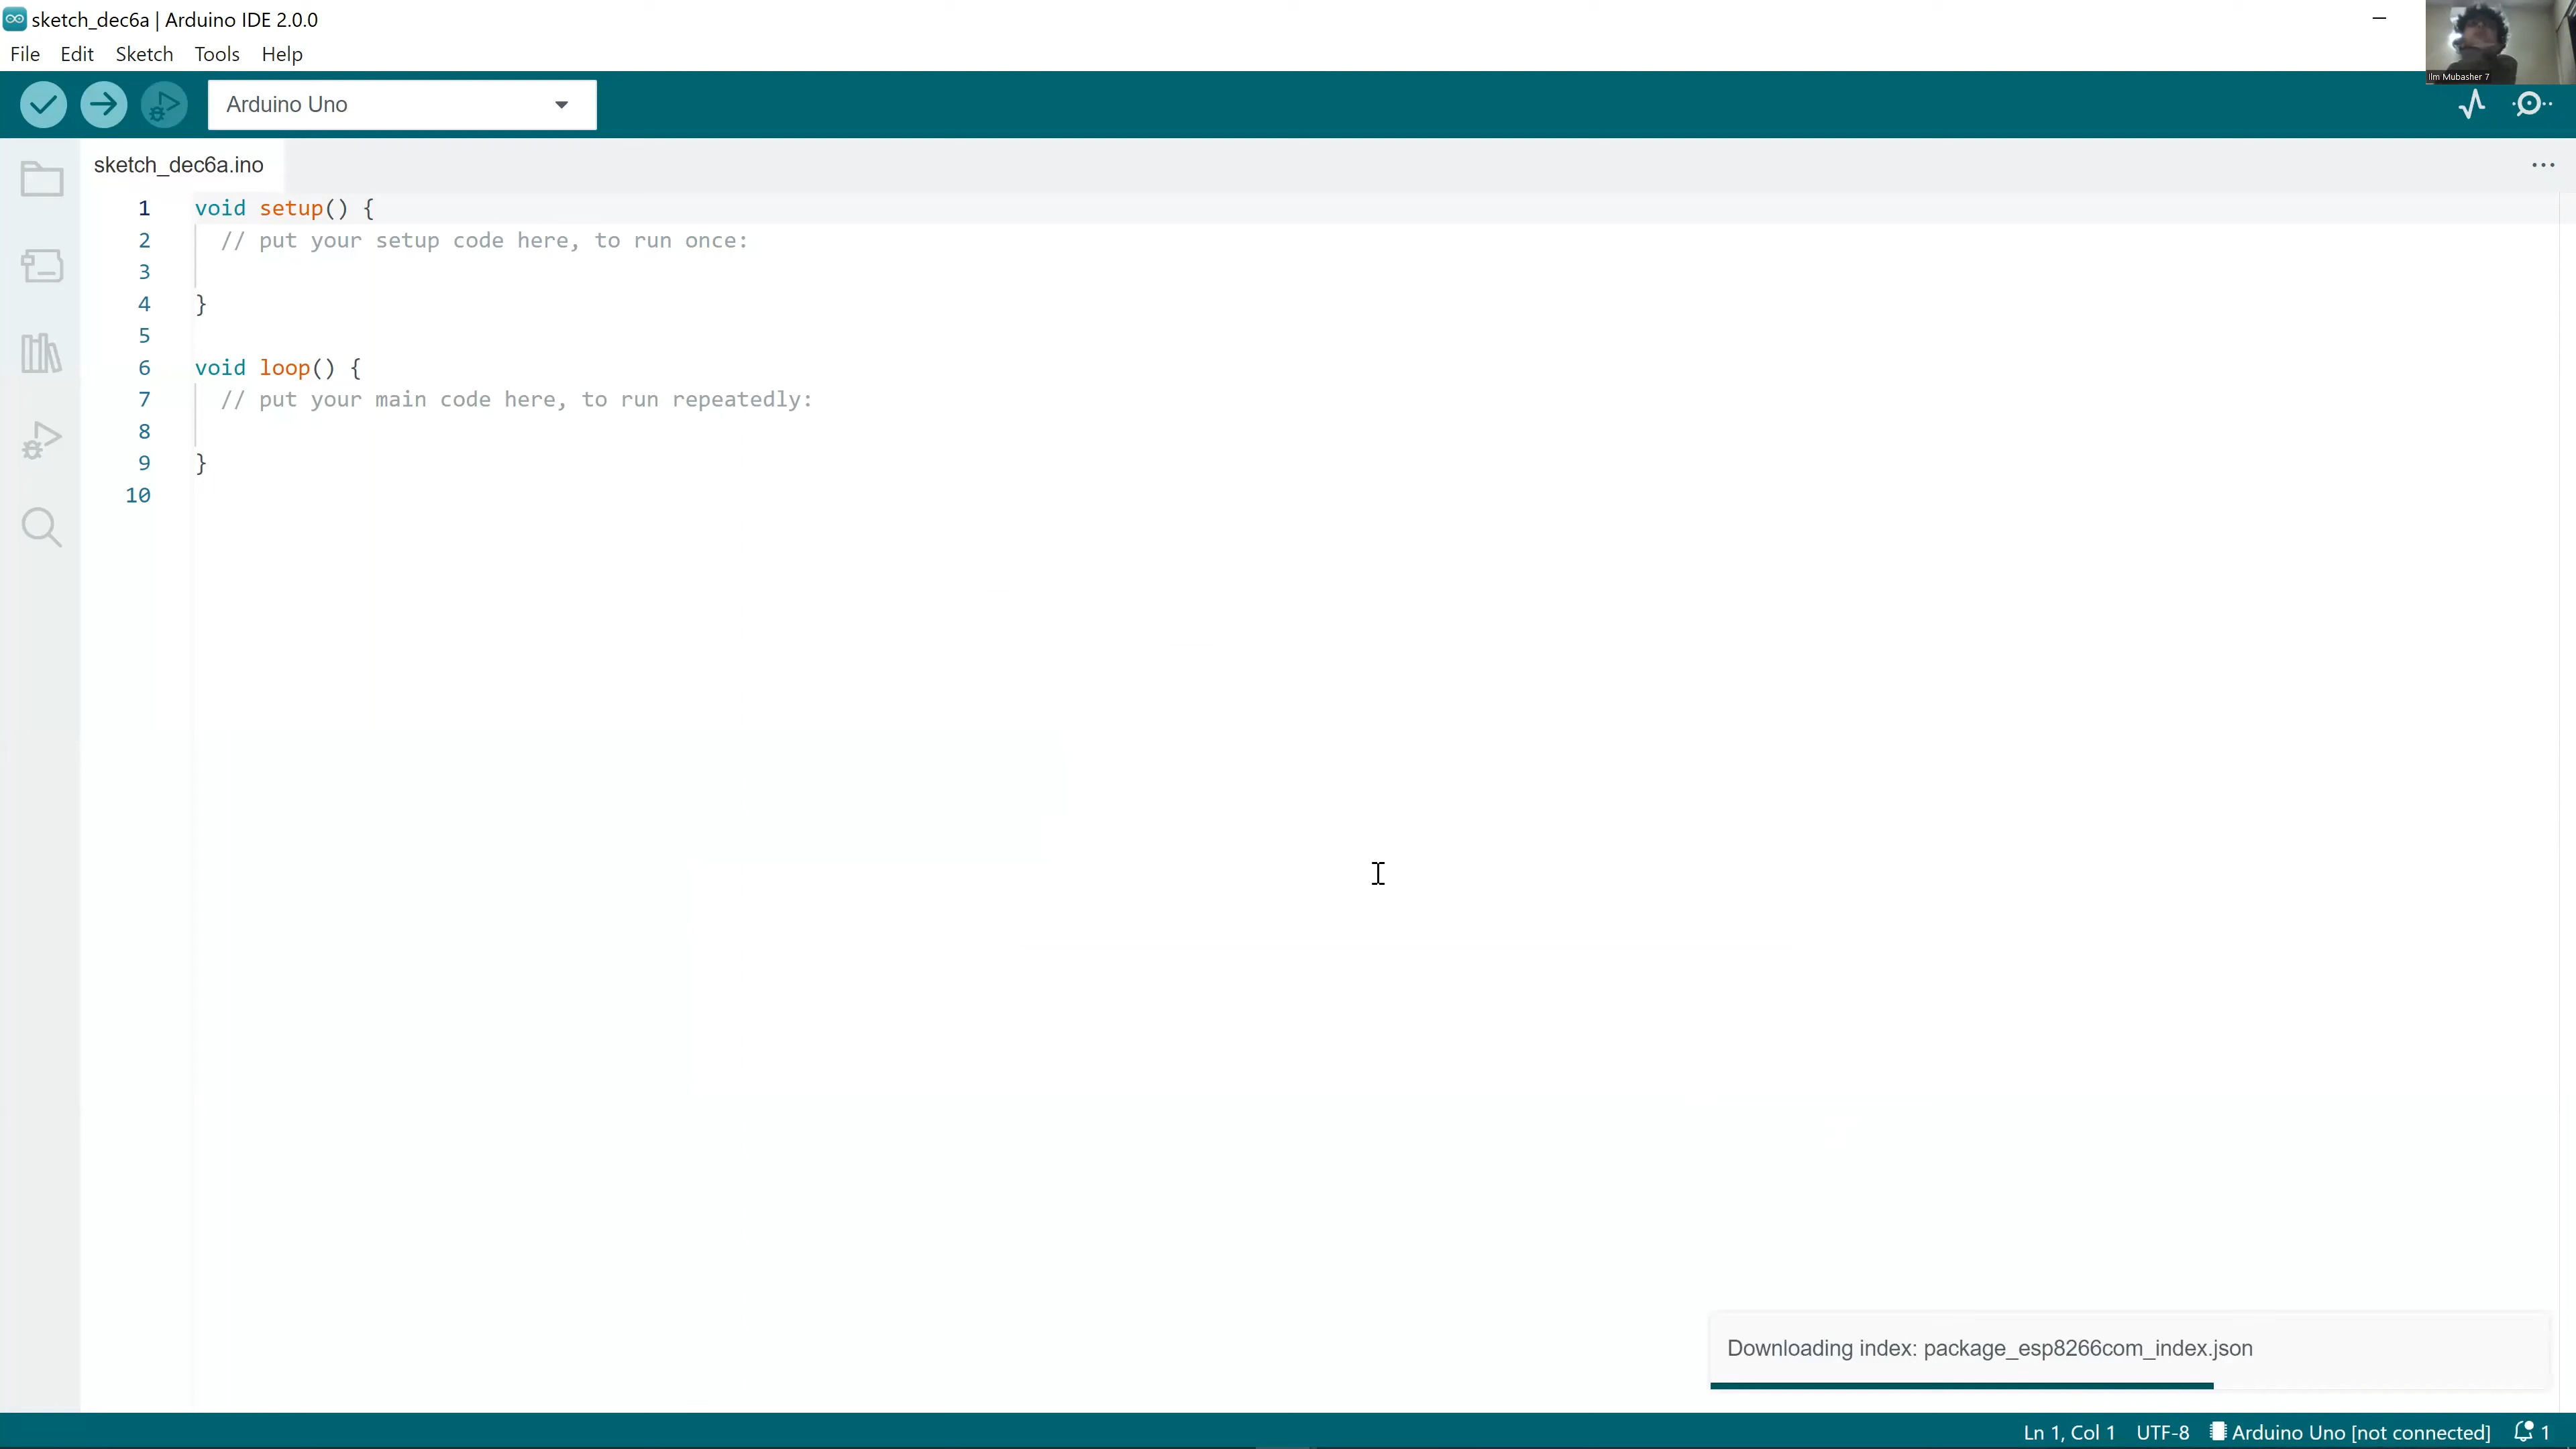 sketch_dec6a | Arduino IDE 2.0.0
Ilm Mubasher 7
File Edit Sketch Tools Help
Arduino Uno
sketch_dec6a.ino
1 void setup() {
2 // put your setup code here, to run once:
3
4 }
5
6 void loop() {
7 // put your main code here, to run repeatedly:
8
9 }
10
Downloading index: package_esp8266com_index.json
Ln 1, Col 1 UTF-8 Arduino Uno [not connected] 1